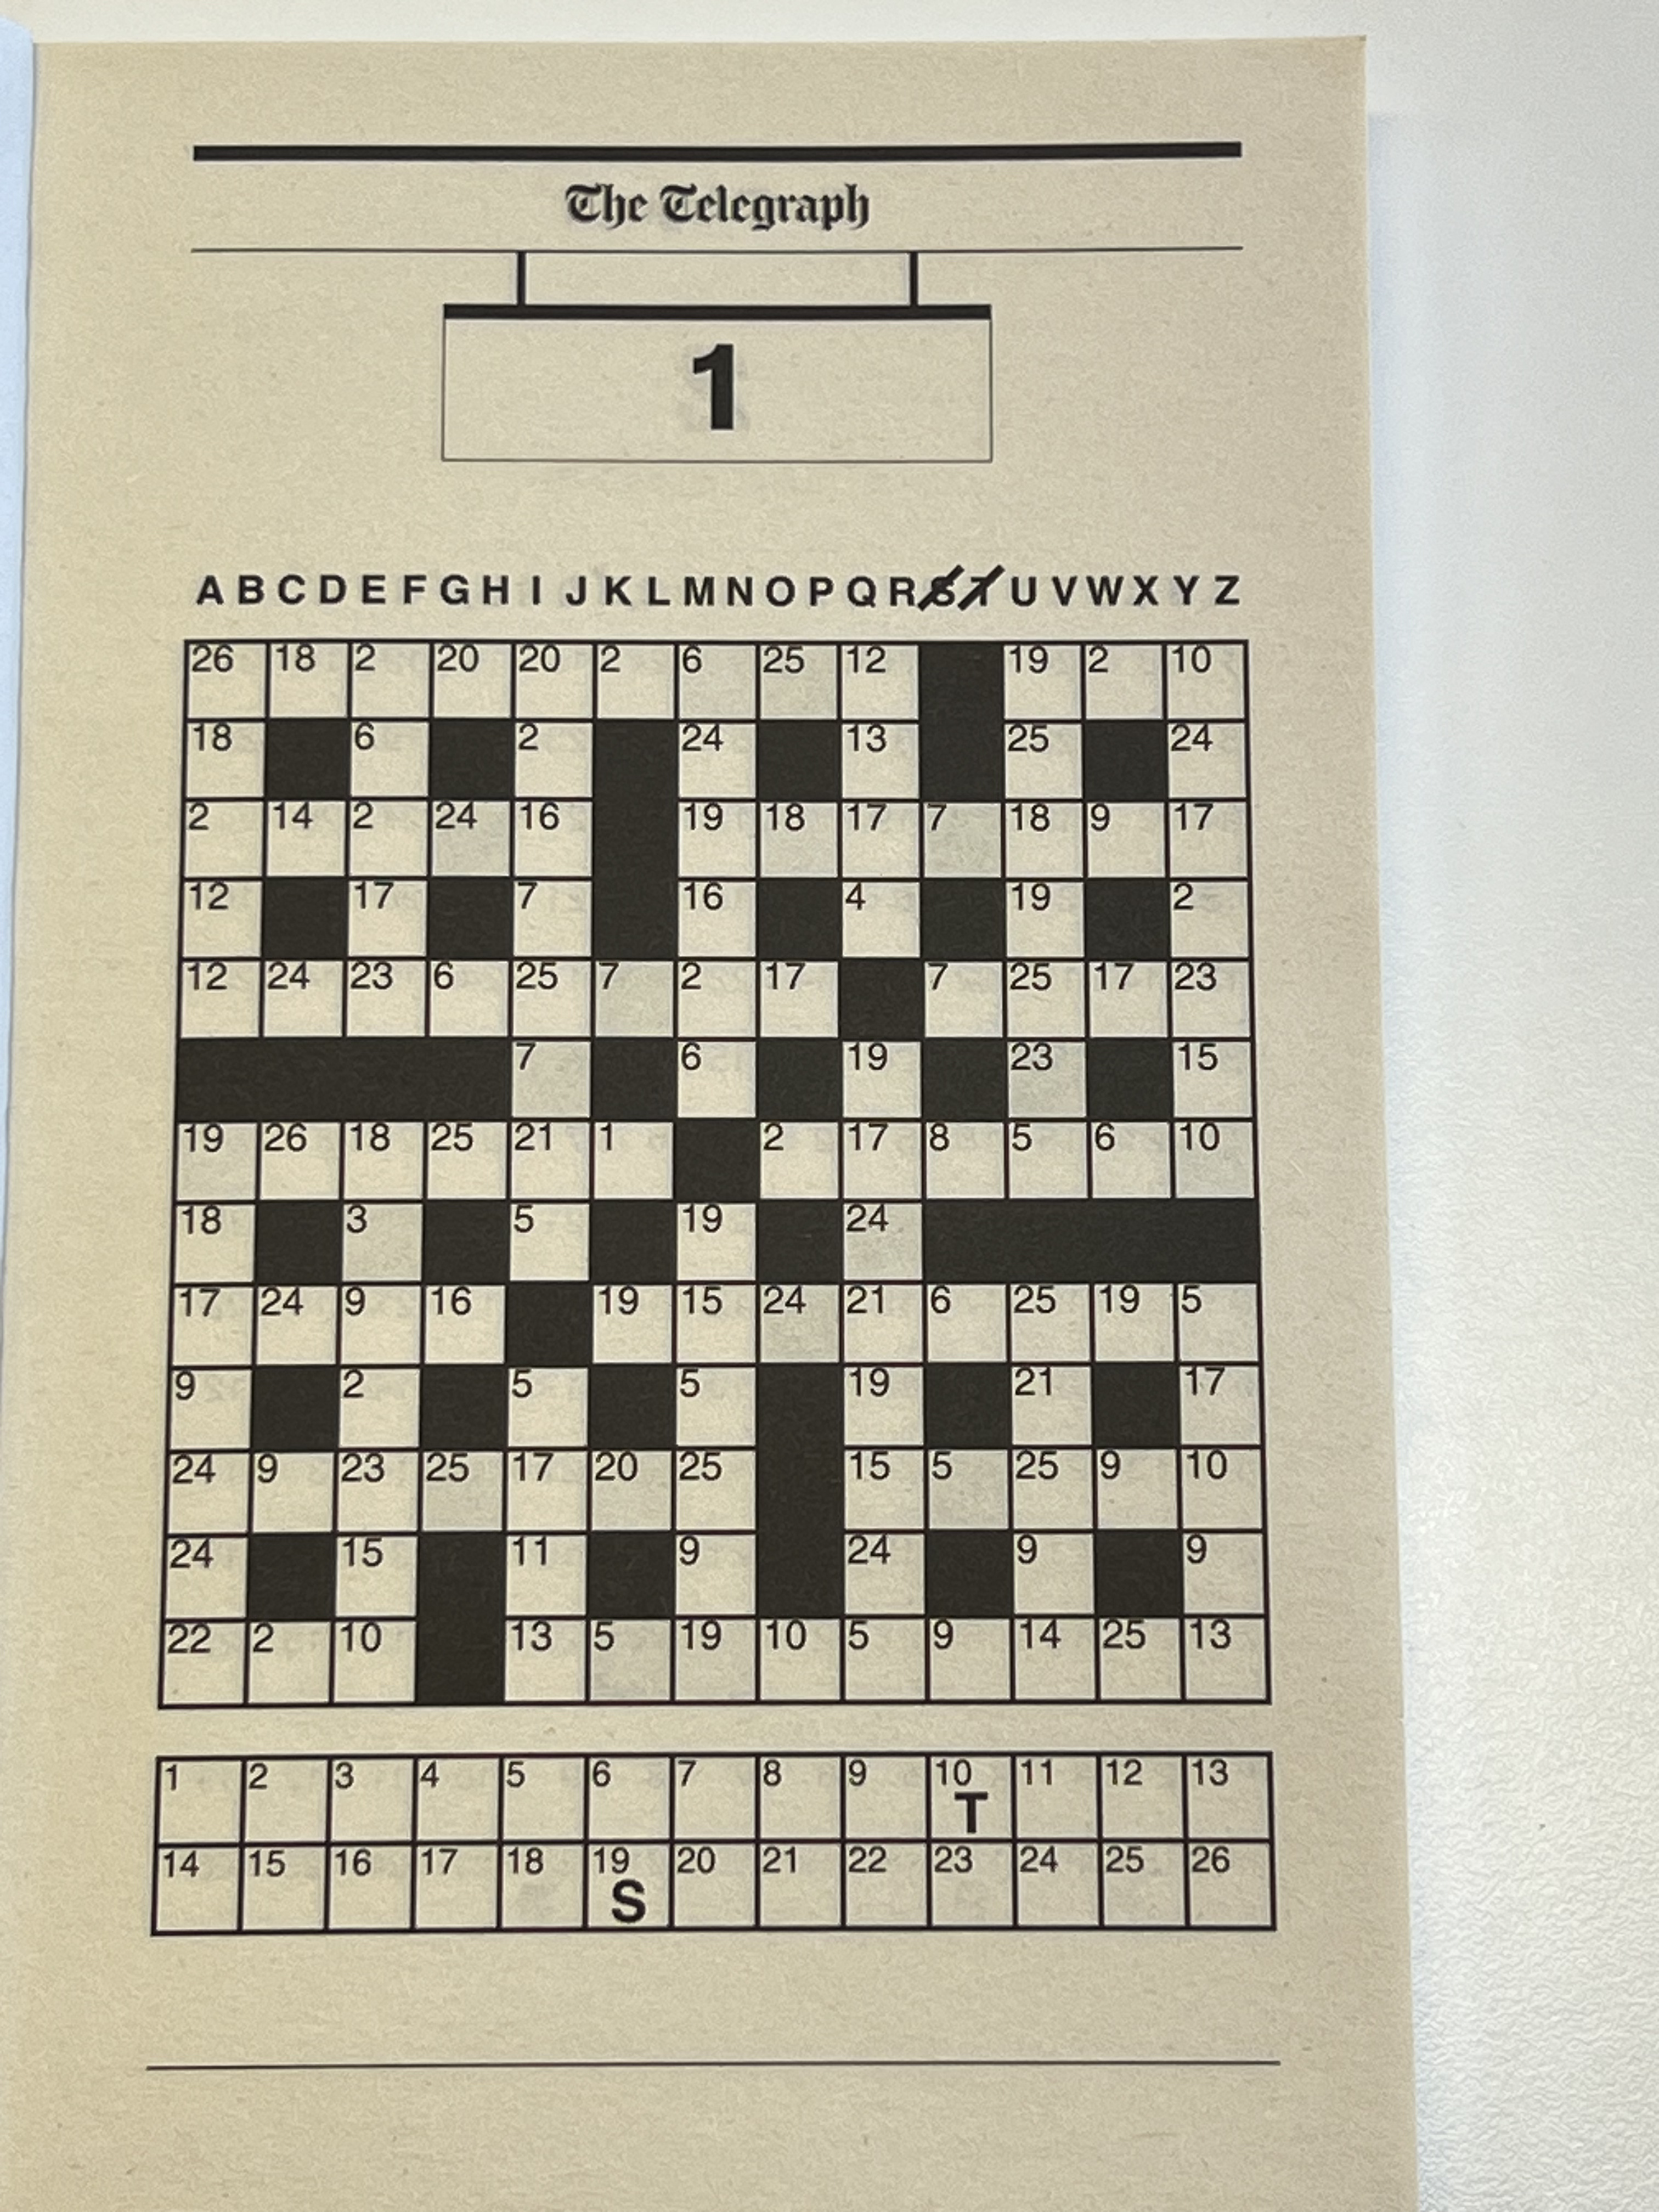 The Telegraph
1
A B C D E F G H I J K L M N O P Q R S T U V W X Y Z
26 18 2 20 20 2 6 25 12 19 2 10
18 6 2 24 13 25 24
2 14 2 24 16 19 18 17 7 18 9 17
12 17 7 16 4 19 2
12 24 23 6 25 7 2 17 7 25 17 23
7 6 19 23 15
19 26 18 25 21 1 2 17 8 5 6 10
18 3 5 19 24
17 24 9 16 19 15 24 21 6 25 19 5
9 2 5 5 19 21 17
24 9 23 25 17 20 25 15 5 25 9 10
24 15 11 9 24 9 9
22 2 10 13 5 19 10 5 9 14 25 13
1 2 3 4 5 6 7 8 9 10 11 12 13
T
14 15 16 17 18 19 20 21 22 23 24 25 26
S